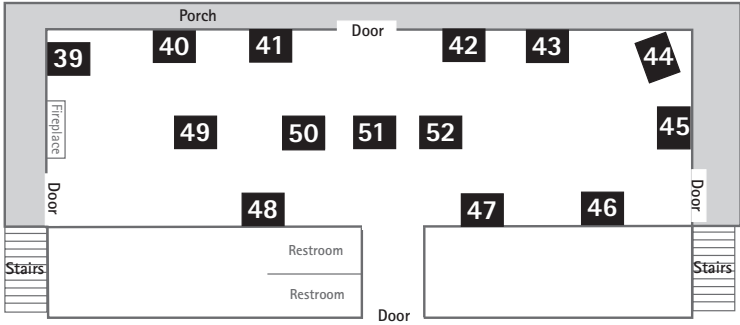 Porch
Door
39
40
41
42
43
44
Fireplace
49
50
51
52
45
Door
Door
48
47
46
Restroom
Stairs
Stairs
Restroom
Door